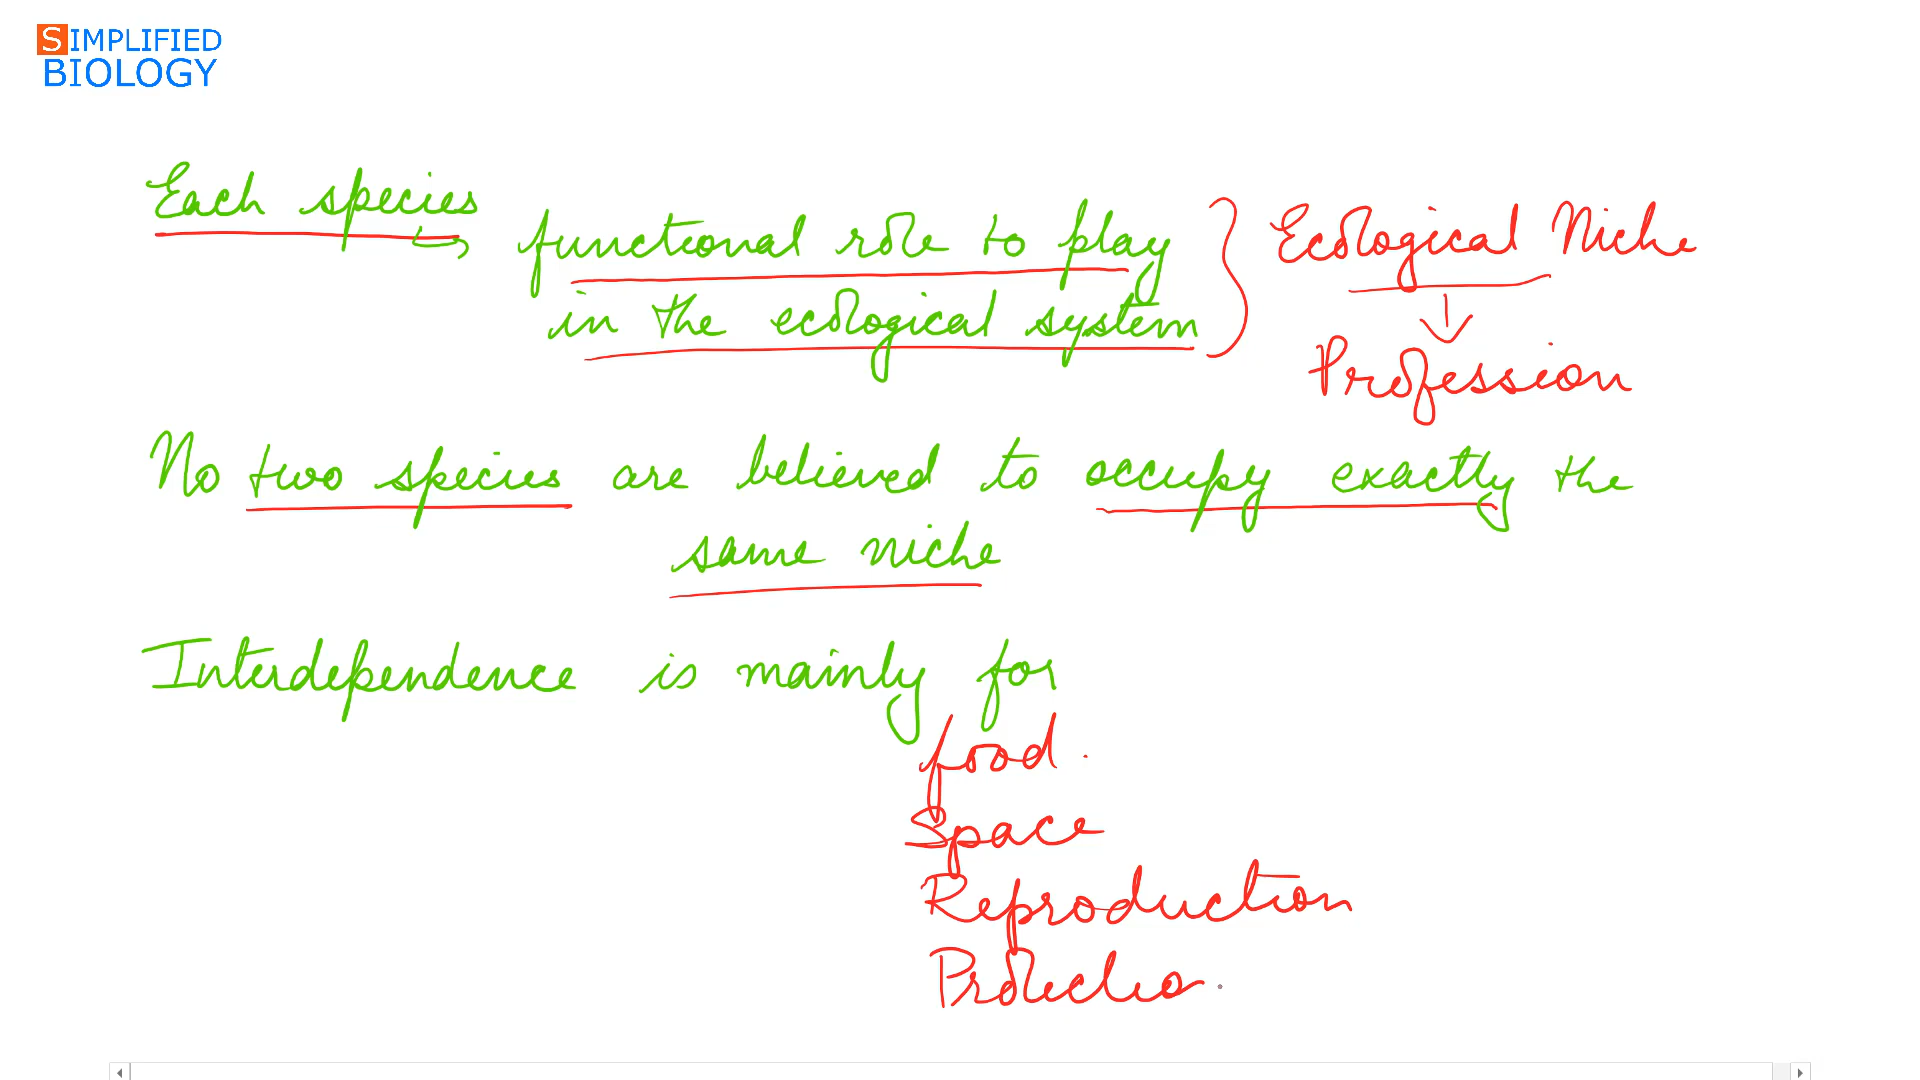 SIMPLIFIED
BIOLOGY
Each species
functional role to play
in the ecological system
Ecological Niche
Profession
No two species are believed to occupy exactly the
same niche
Interdependence is mainly for
food.
Space
Reproduction
Protectio